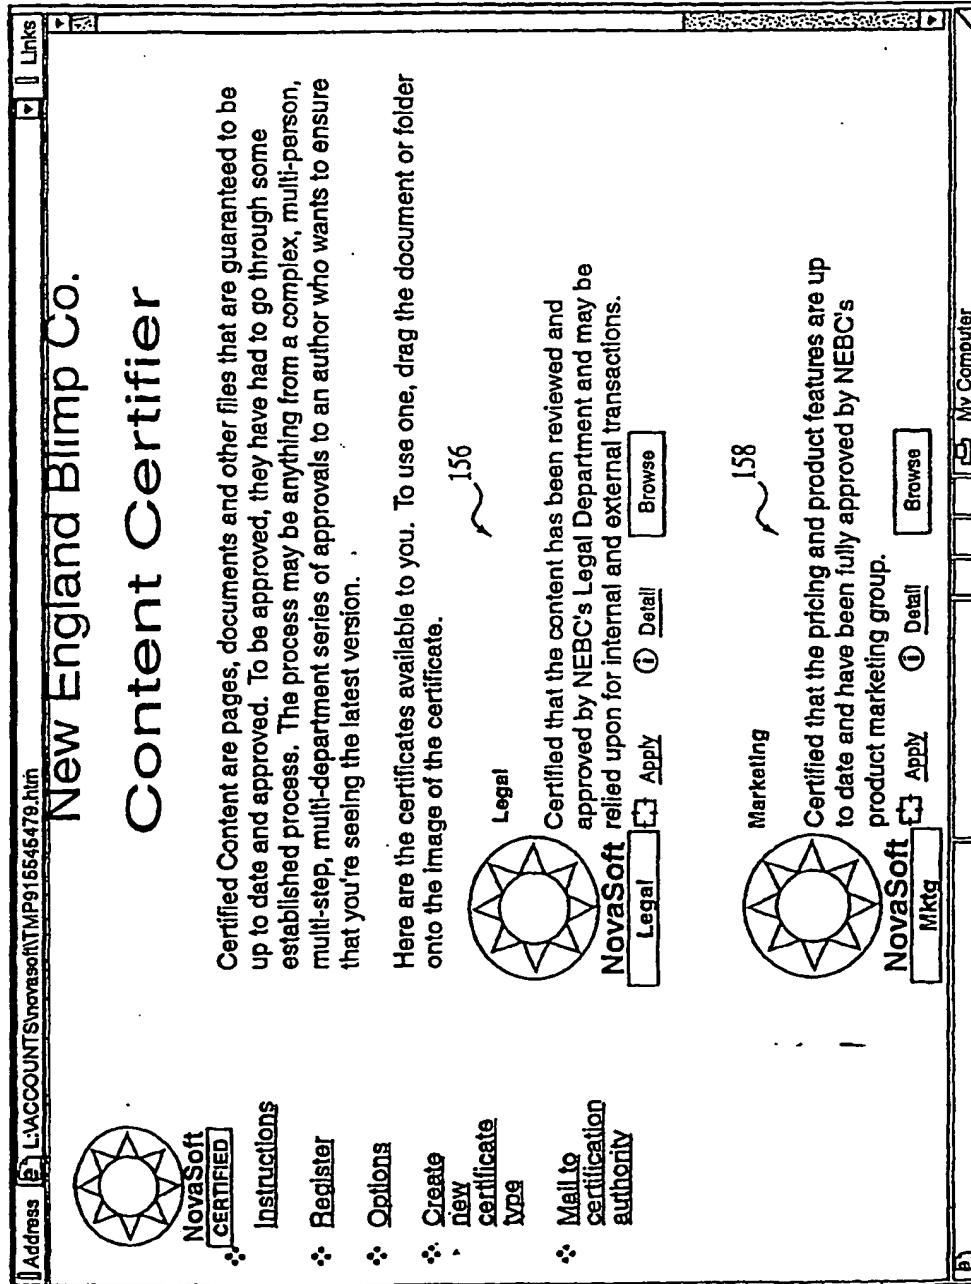 Address L:\ACCOUNTS\novasoft\TMP915545479.htm Links
New England Blimp Co.
Content Certifier
NovaSoft
CERTIFIED
Instructions
Register
Options
Create
new
certificate
type
Mail to
certification
authority
Certified Content are pages, documents and other files that are guaranteed to be
up to date and approved. To be approved, they have had to go through some
established process. The process may be anything from a complex, multi-person,
multi-step, multi-department series of approvals to an author who wants to ensure
that you're seeing the latest version.
Here are the certificates available to you. To use one, drag the document or folder
onto the image of the certificate.
156
Legal
NovaSoft
Legal
Certified that the content has been reviewed and
approved by NEBC's Legal Department and may be
relied upon for internal and external transactions.
Apply Detail Browse
158
Marketing
NovaSoft
Mktg
Certified that the pricing and product features are up
to date and have been fully approved by NEBC's
product marketing group.
Apply Detail Browse
My Computer